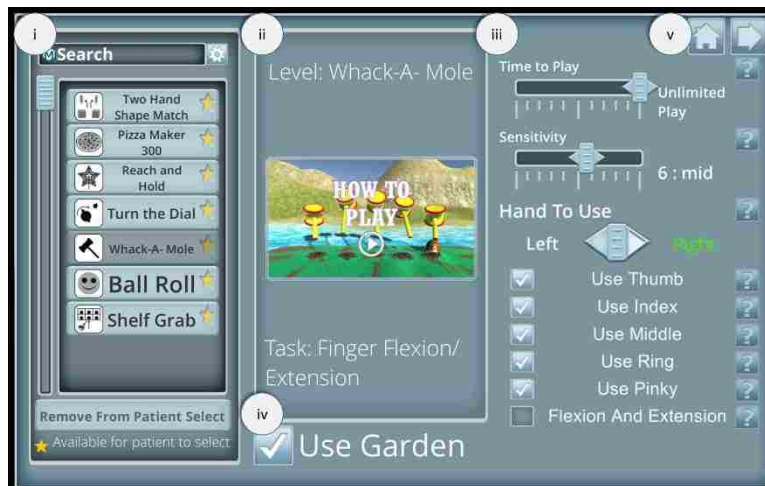 i
ii
iii
v
Search
Two Hand
Shape Match
Pizza Maker
300
Reach and
Hold
Turn the Dial
Whack-A- Mole
Ball Roll
Shelf Grab
Remove From Patient Select
Available for patient to select
Level: Whack-A- Mole
HOW TO
PLAY
Task: Finger Flexion/
Extension
iv
Use Garden
Time to Play
?
Unlimited
Play
Sensitivity
?
6 : mid
Hand To Use
?
Left
Right
Use Thumb
?
Use Index
?
Use Middle
?
Use Ring
?
Use Pinky
?
Flexion And Extension
?